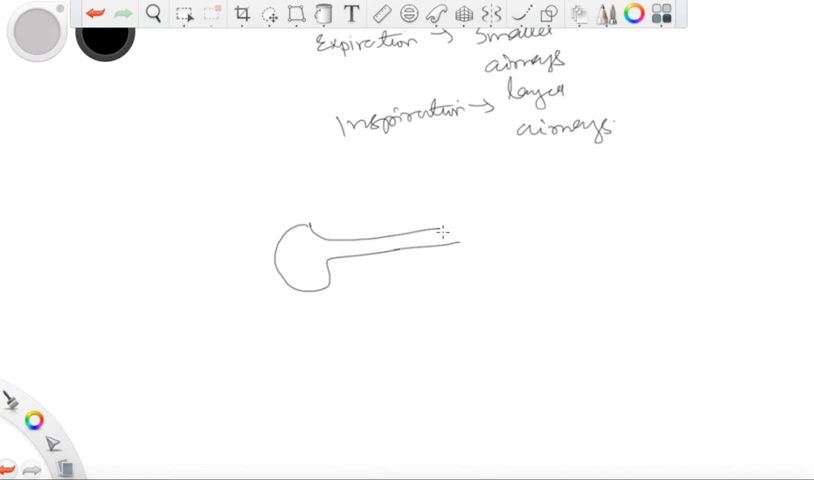 Expiration → Smaller
airways
Inspiration → larger
airways.